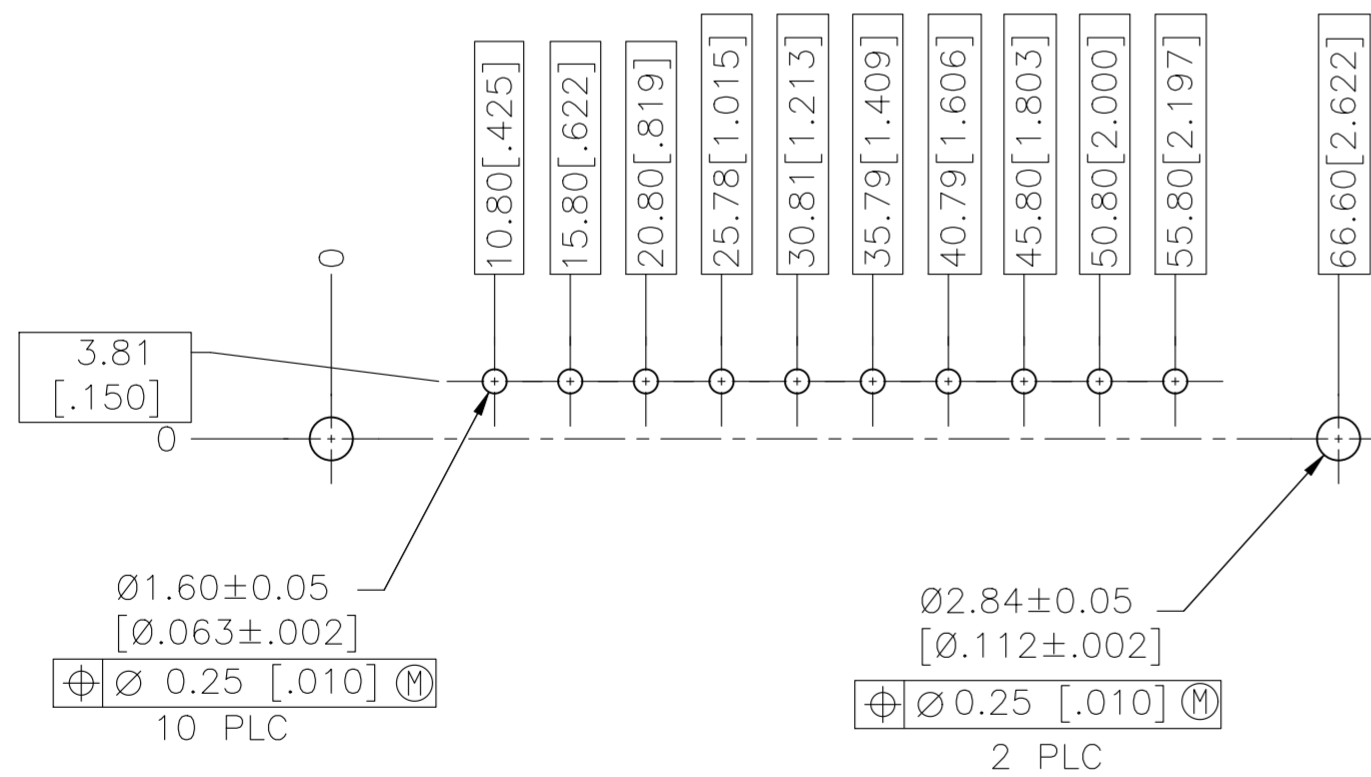 10.80[.425]
15.80[.622]
20.80[.819]
25.78[1.015]
30.81[1.213]
35.79[1.409]
40.79[1.606]
45.80[1.803]
50.80[2.000]
55.80[2.197]
66.60[2.622]
0
3.81
[.150]
0
Ø1.60±0.05
[Ø.063±.002]
⌖ Ø 0.25 [.010] Ⓜ
10 PLC
Ø2.84±0.05
[Ø.112±.002]
⌖ Ø 0.25 [.010] Ⓜ
2 PLC